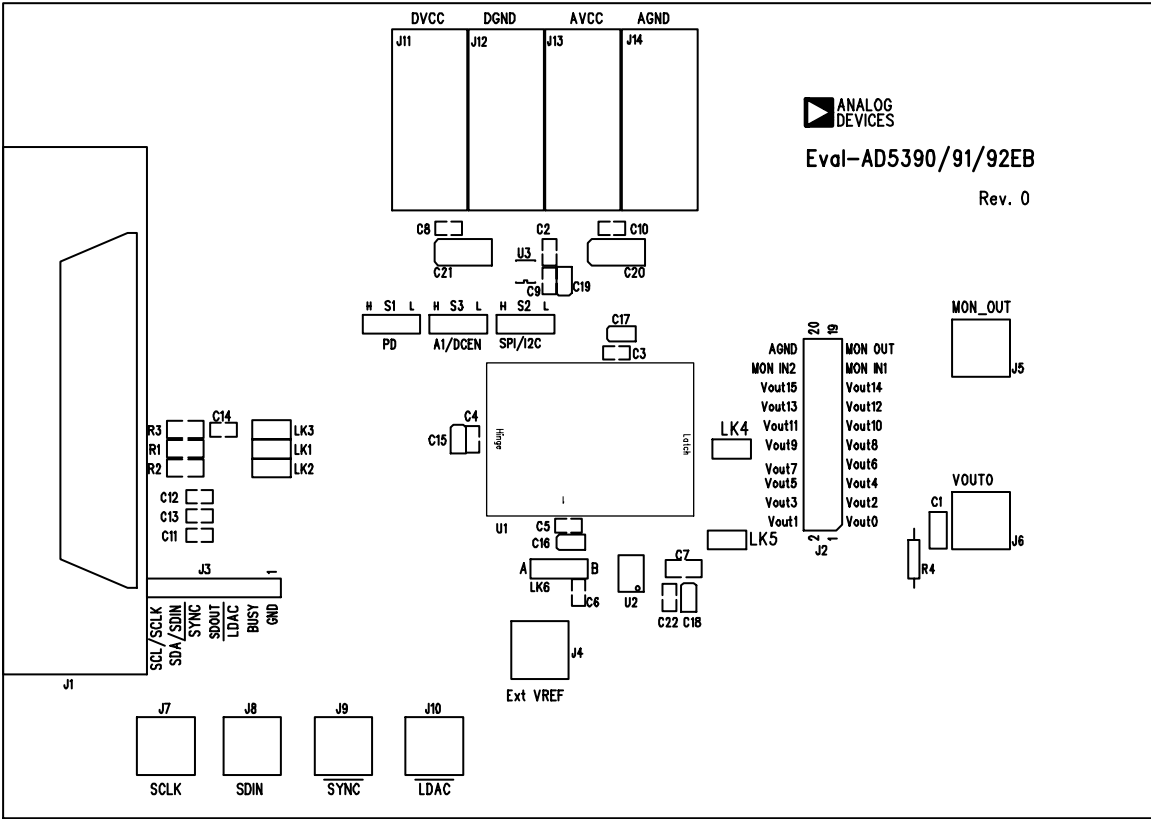 DVCC DGND AVCC AGND
J11 J12 J13 J14
ANALOG
DEVICES
Eval-AD5390/91/92EB
Rev. 0
C8 C2 C10
U3
C21 C9 C19 C20
H S1 L H S3 L H S2 L
PD A1/DCEN SPI/I2C
C17
C3
MON_OUT
J5
20 19
AGND MON OUT
MON IN2 MON IN1
Vout15 Vout14
Vout13 Vout12
Vout11 Vout10
Vout9 Vout8
Vout7 Vout6
Vout5 Vout4
Vout3 Vout2
Vout1 Vout0
2 1
J2
R3 C14 LK3
R1 LK1
R2 LK2
C12
C13
C11
C4
C15
Hinge
Latch
1
U1
LK4
LK5
VOUT0
C1
J6
R4
C5
C16
A B
LK6
C6
U2
C7
C22 C18
J3 1
SCL/SCLK
SDA/SDIN
SYNC
SDOUT
LDAC
BUSY
GND
J1
J4
Ext VREF
J7 J8 J9 J10
SCLK SDIN SYNC LDAC